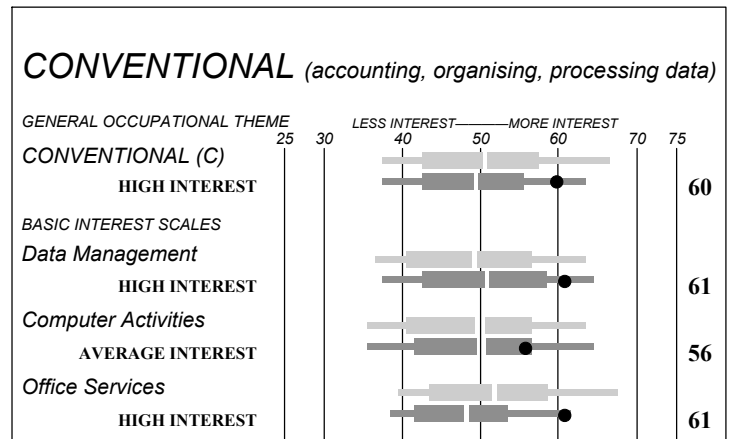 CONVENTIONAL (accounting, organising, processing data)
GENERAL OCCUPATIONAL THEME LESS INTEREST———MORE INTEREST
25 30 40 50 60 70 75
CONVENTIONAL (C)
HIGH INTEREST 60
BASIC INTEREST SCALES
Data Management
HIGH INTEREST 61
Computer Activities
AVERAGE INTEREST 56
Office Services
HIGH INTEREST 61